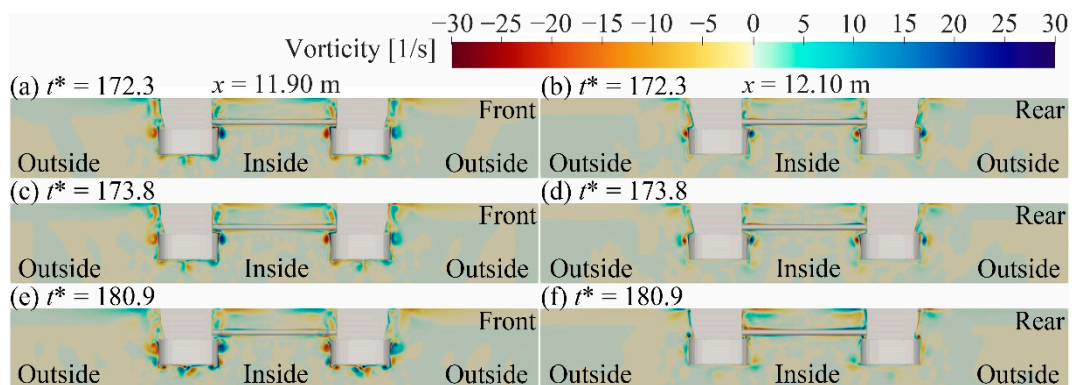 −30 −25 −20 −15 −10 −5 0 5 10 15 20 25 30
Vorticity [1/s]
(a) t* = 172.3 x = 11.90 m
Front
Outside Inside Outside
(b) t* = 172.3 x = 12.10 m
Rear
Outside Inside Outside
(c) t* = 173.8
Front
Outside Inside Outside
(d) t* = 173.8
Rear
Outside Inside Outside
(e) t* = 180.9
Front
Outside Inside Outside
(f) t* = 180.9
Rear
Outside Inside Outside